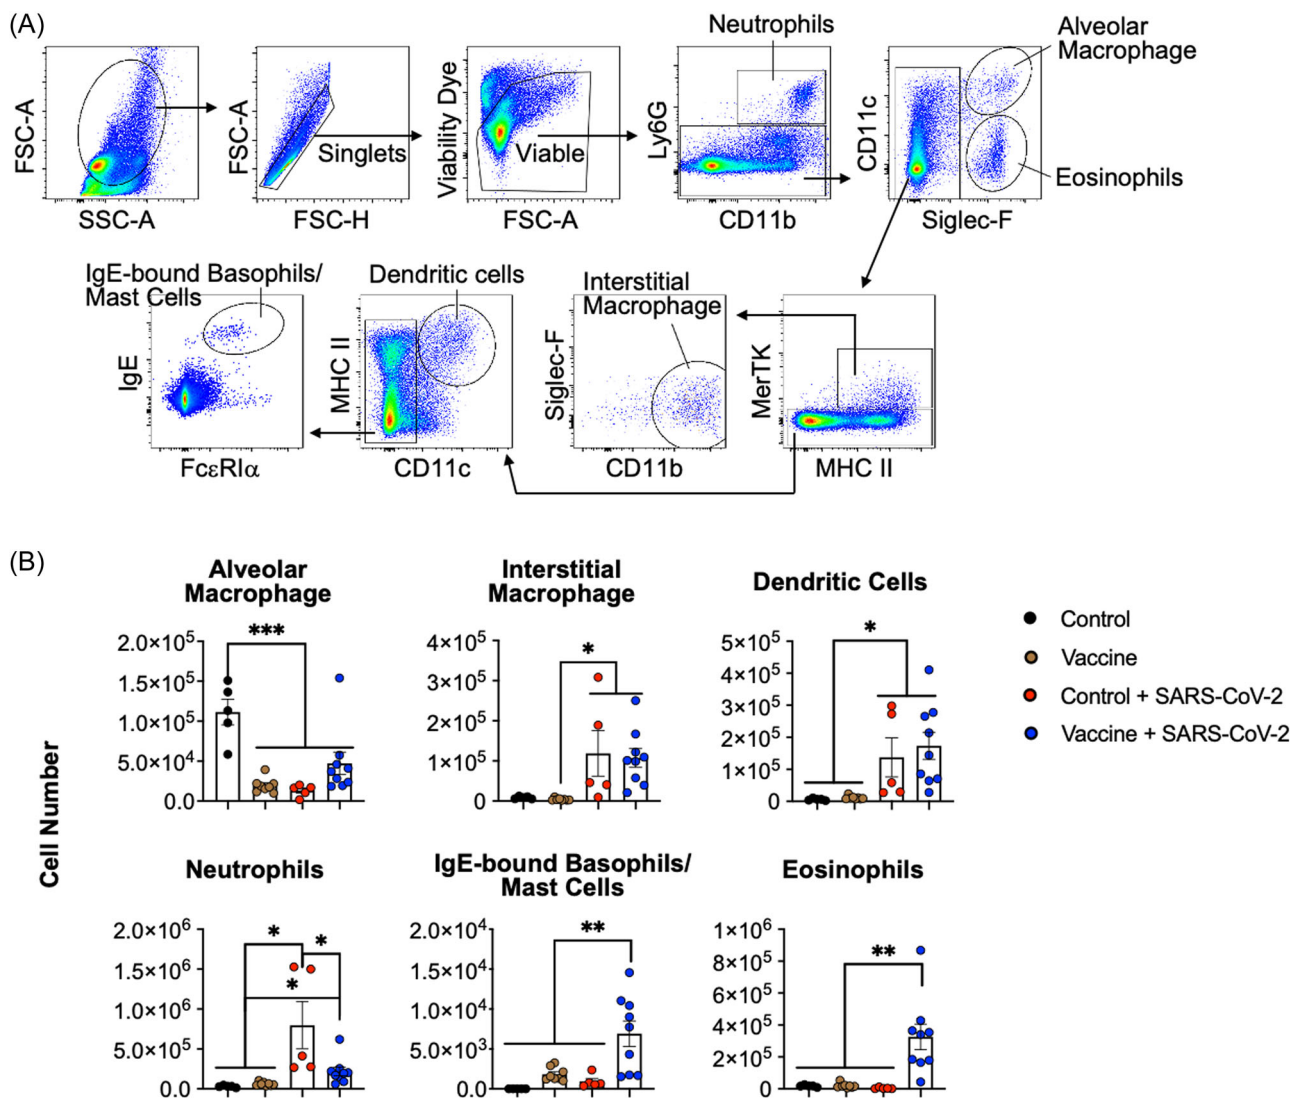 (A)
Neutrophils
Alveolar
Macrophage
FSC-A
FSC-A
Singlets
Viability Dye
Viable
Ly6G
CD11c
Eosinophils
SSC-A
FSC-H
FSC-A
CD11b
Siglec-F
IgE-bound Basophils/
Mast Cells
Dendritic cells
Interstitial
Macrophage
IgE
MHC II
Siglec-F
MerTK
FcεRIα
CD11c
CD11b
MHC II
(B)
Cell Number
Alveolar
Macrophage
2.0×10⁵
1.5×10⁵
1.0×10⁵
5.0×10⁴
0.0
***
Interstitial
Macrophage
4×10⁵
3×10⁵
2×10⁵
1×10⁵
0
*
Dendritic Cells
5×10⁵
4×10⁵
3×10⁵
2×10⁵
1×10⁵
0
*
Control
Vaccine
Control + SARS-CoV-2
Vaccine + SARS-CoV-2
Neutrophils
2.0×10⁶
1.5×10⁶
1.0×10⁶
5.0×10⁵
0.0
*
*
*
IgE-bound Basophils/
Mast Cells
2.0×10⁴
1.5×10⁴
1.0×10⁴
5.0×10³
0.0
**
Eosinophils
1×10⁶
8×10⁵
6×10⁵
4×10⁵
2×10⁵
0
**